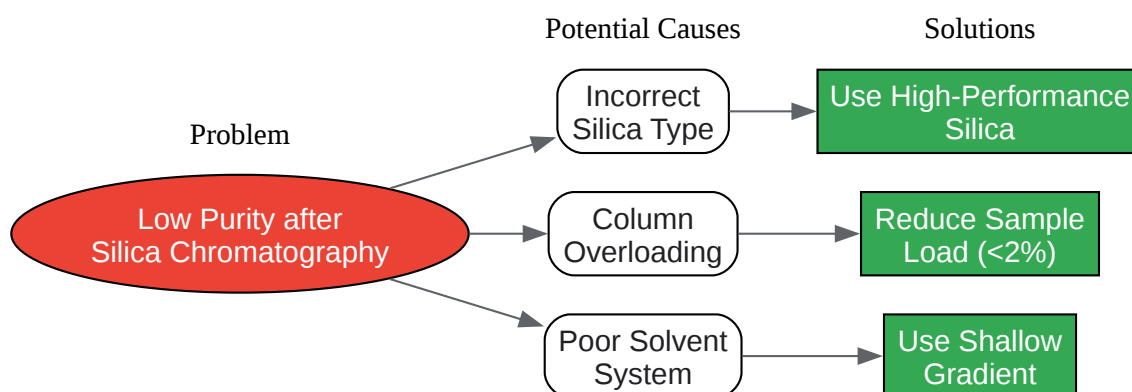 Potential Causes
Solutions
Problem
Low Purity after
Silica Chromatography
Incorrect
Silica Type
Use High-Performance
Silica
Column
Overloading
Reduce Sample
Load (<2%)
Poor Solvent
System
Use Shallow
Gradient